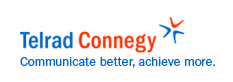 Telrad Connegy
Communicate better, achieve more.